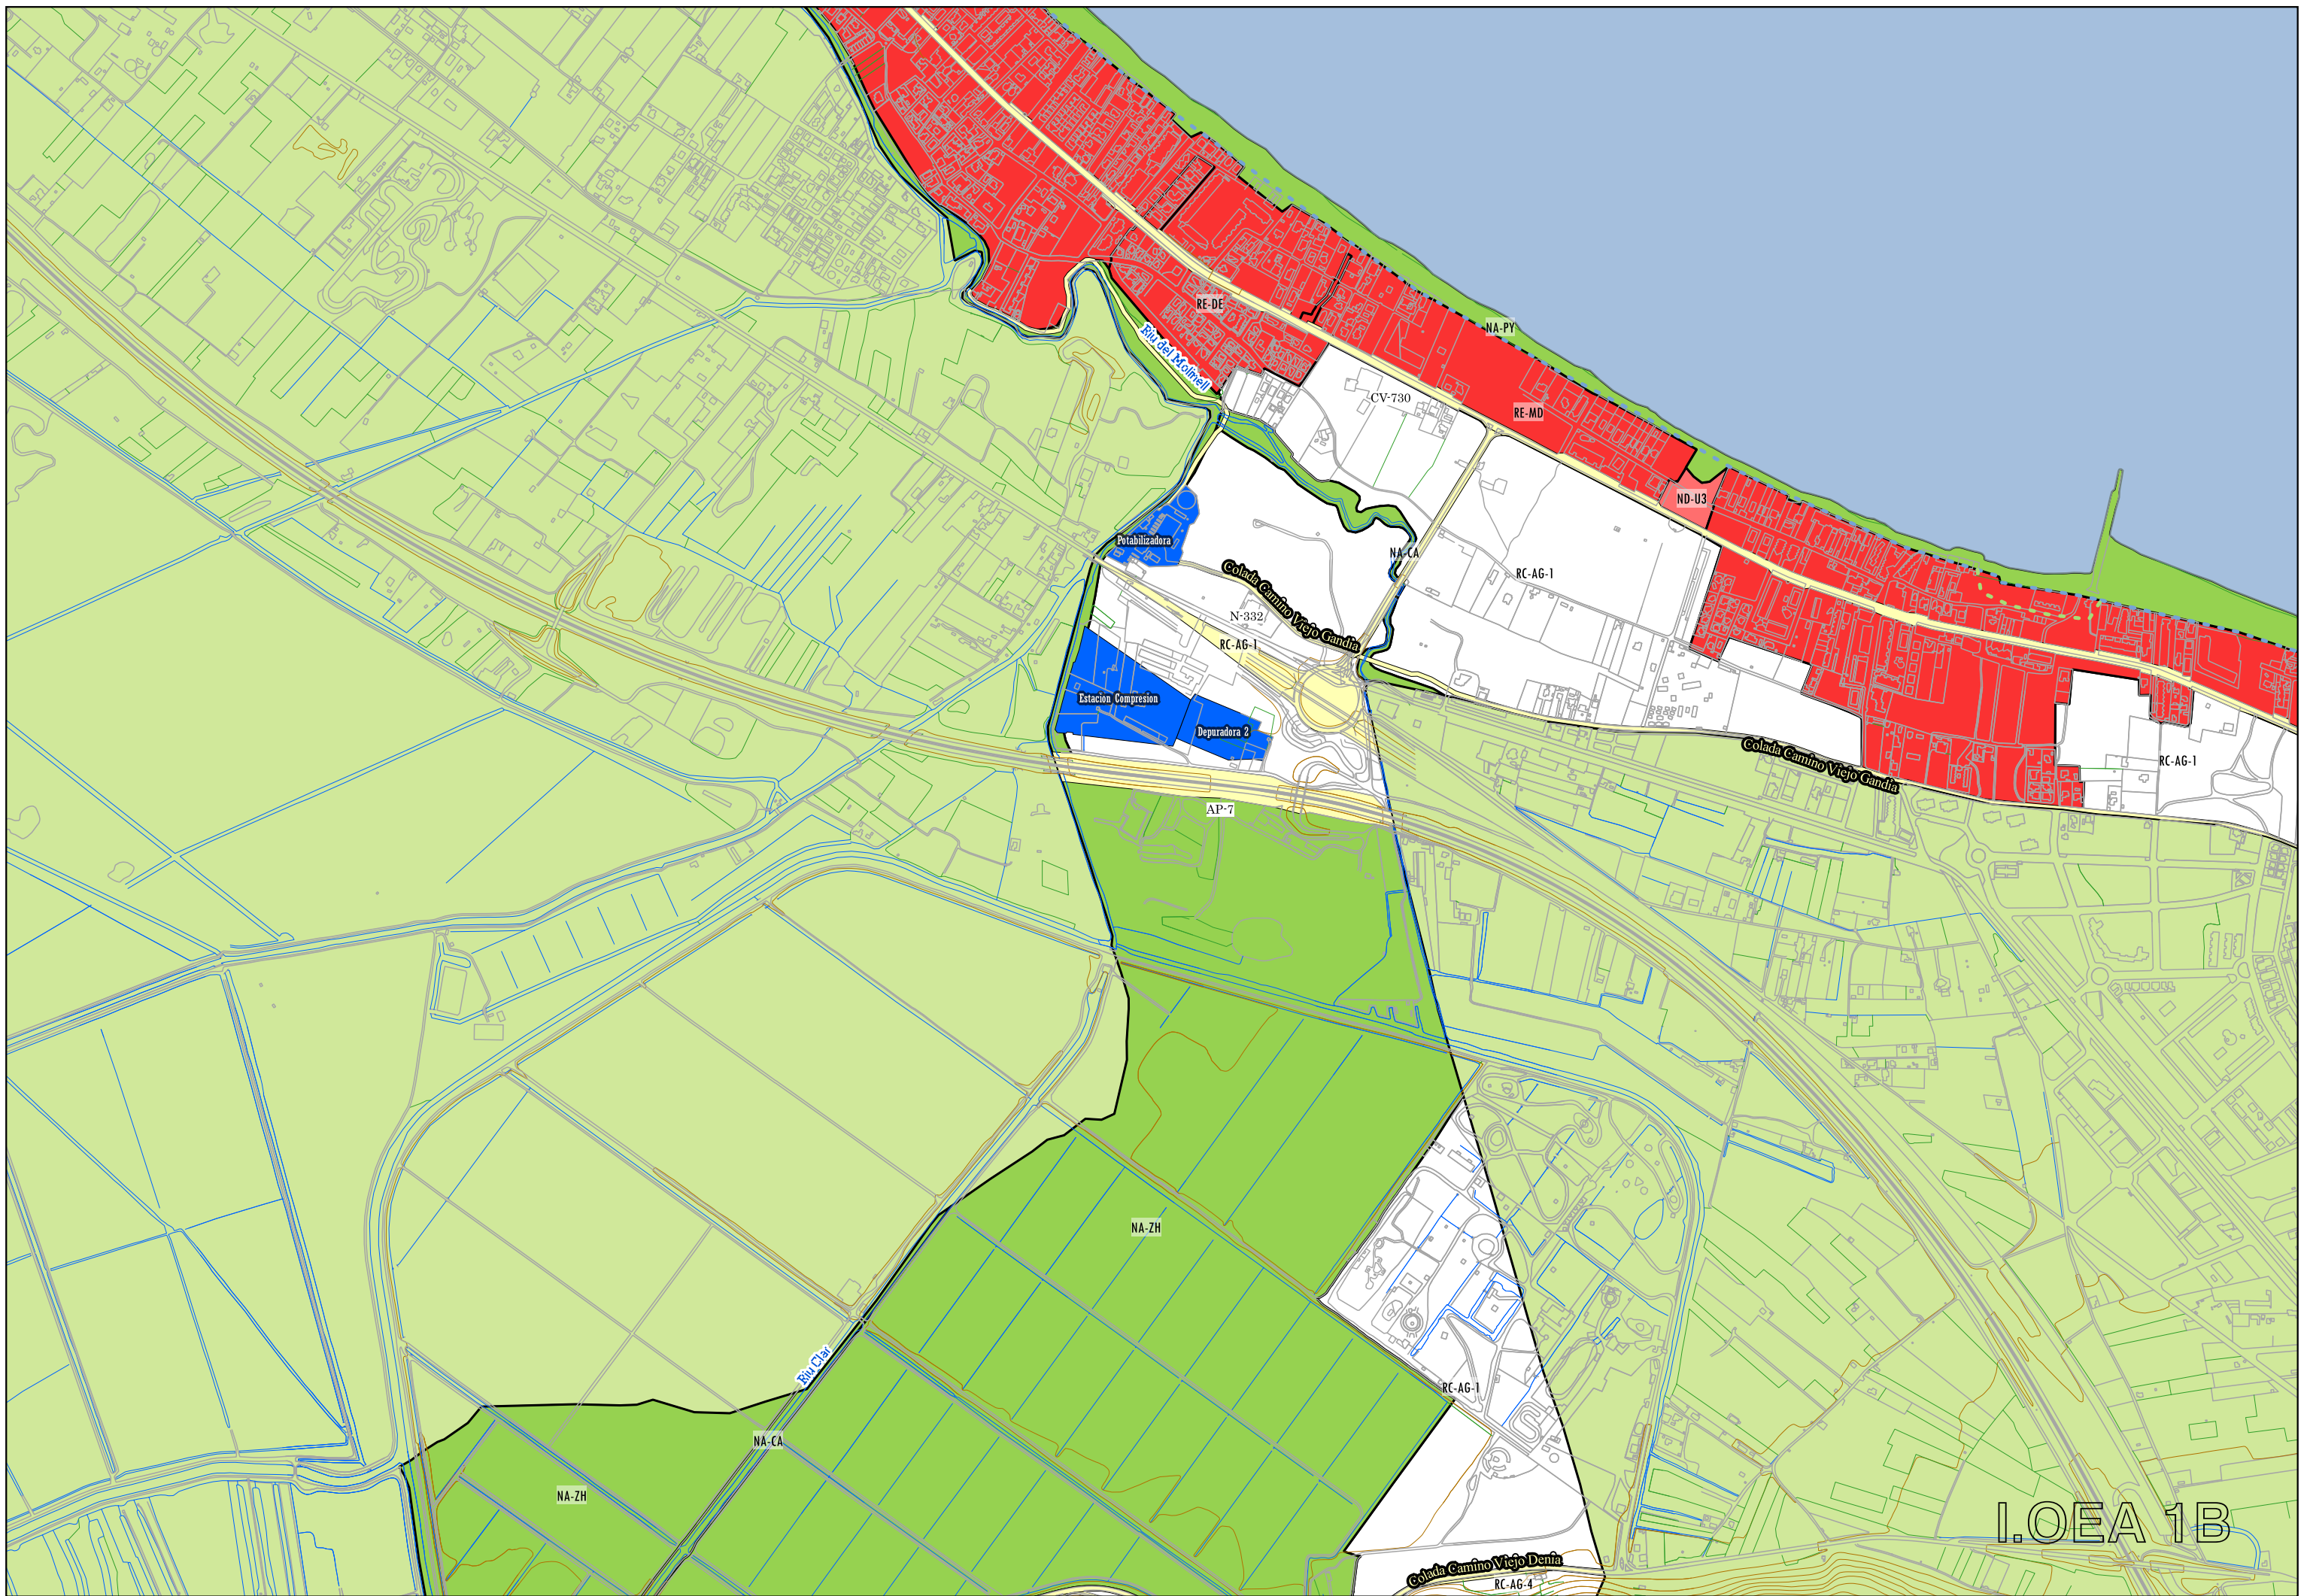 RE-DE
NA-PY
Riu del Molinell
CV-730
RE-MD
ND-U3
Potabilizadora
NA-CA
RC-AG-1
Colada Camino Viejo Gandia
N-332
RC-AG-1
Estacion Compresion
Depuradora 2
Colada Camino Viejo Gandia
RC-AG-1
AP-7
NA-ZH
Riu Clar
RC-AG-1
NA-CA
NA-ZH
I.OEA 1B
Colada Camino Viejo Denia
RC-AG-4